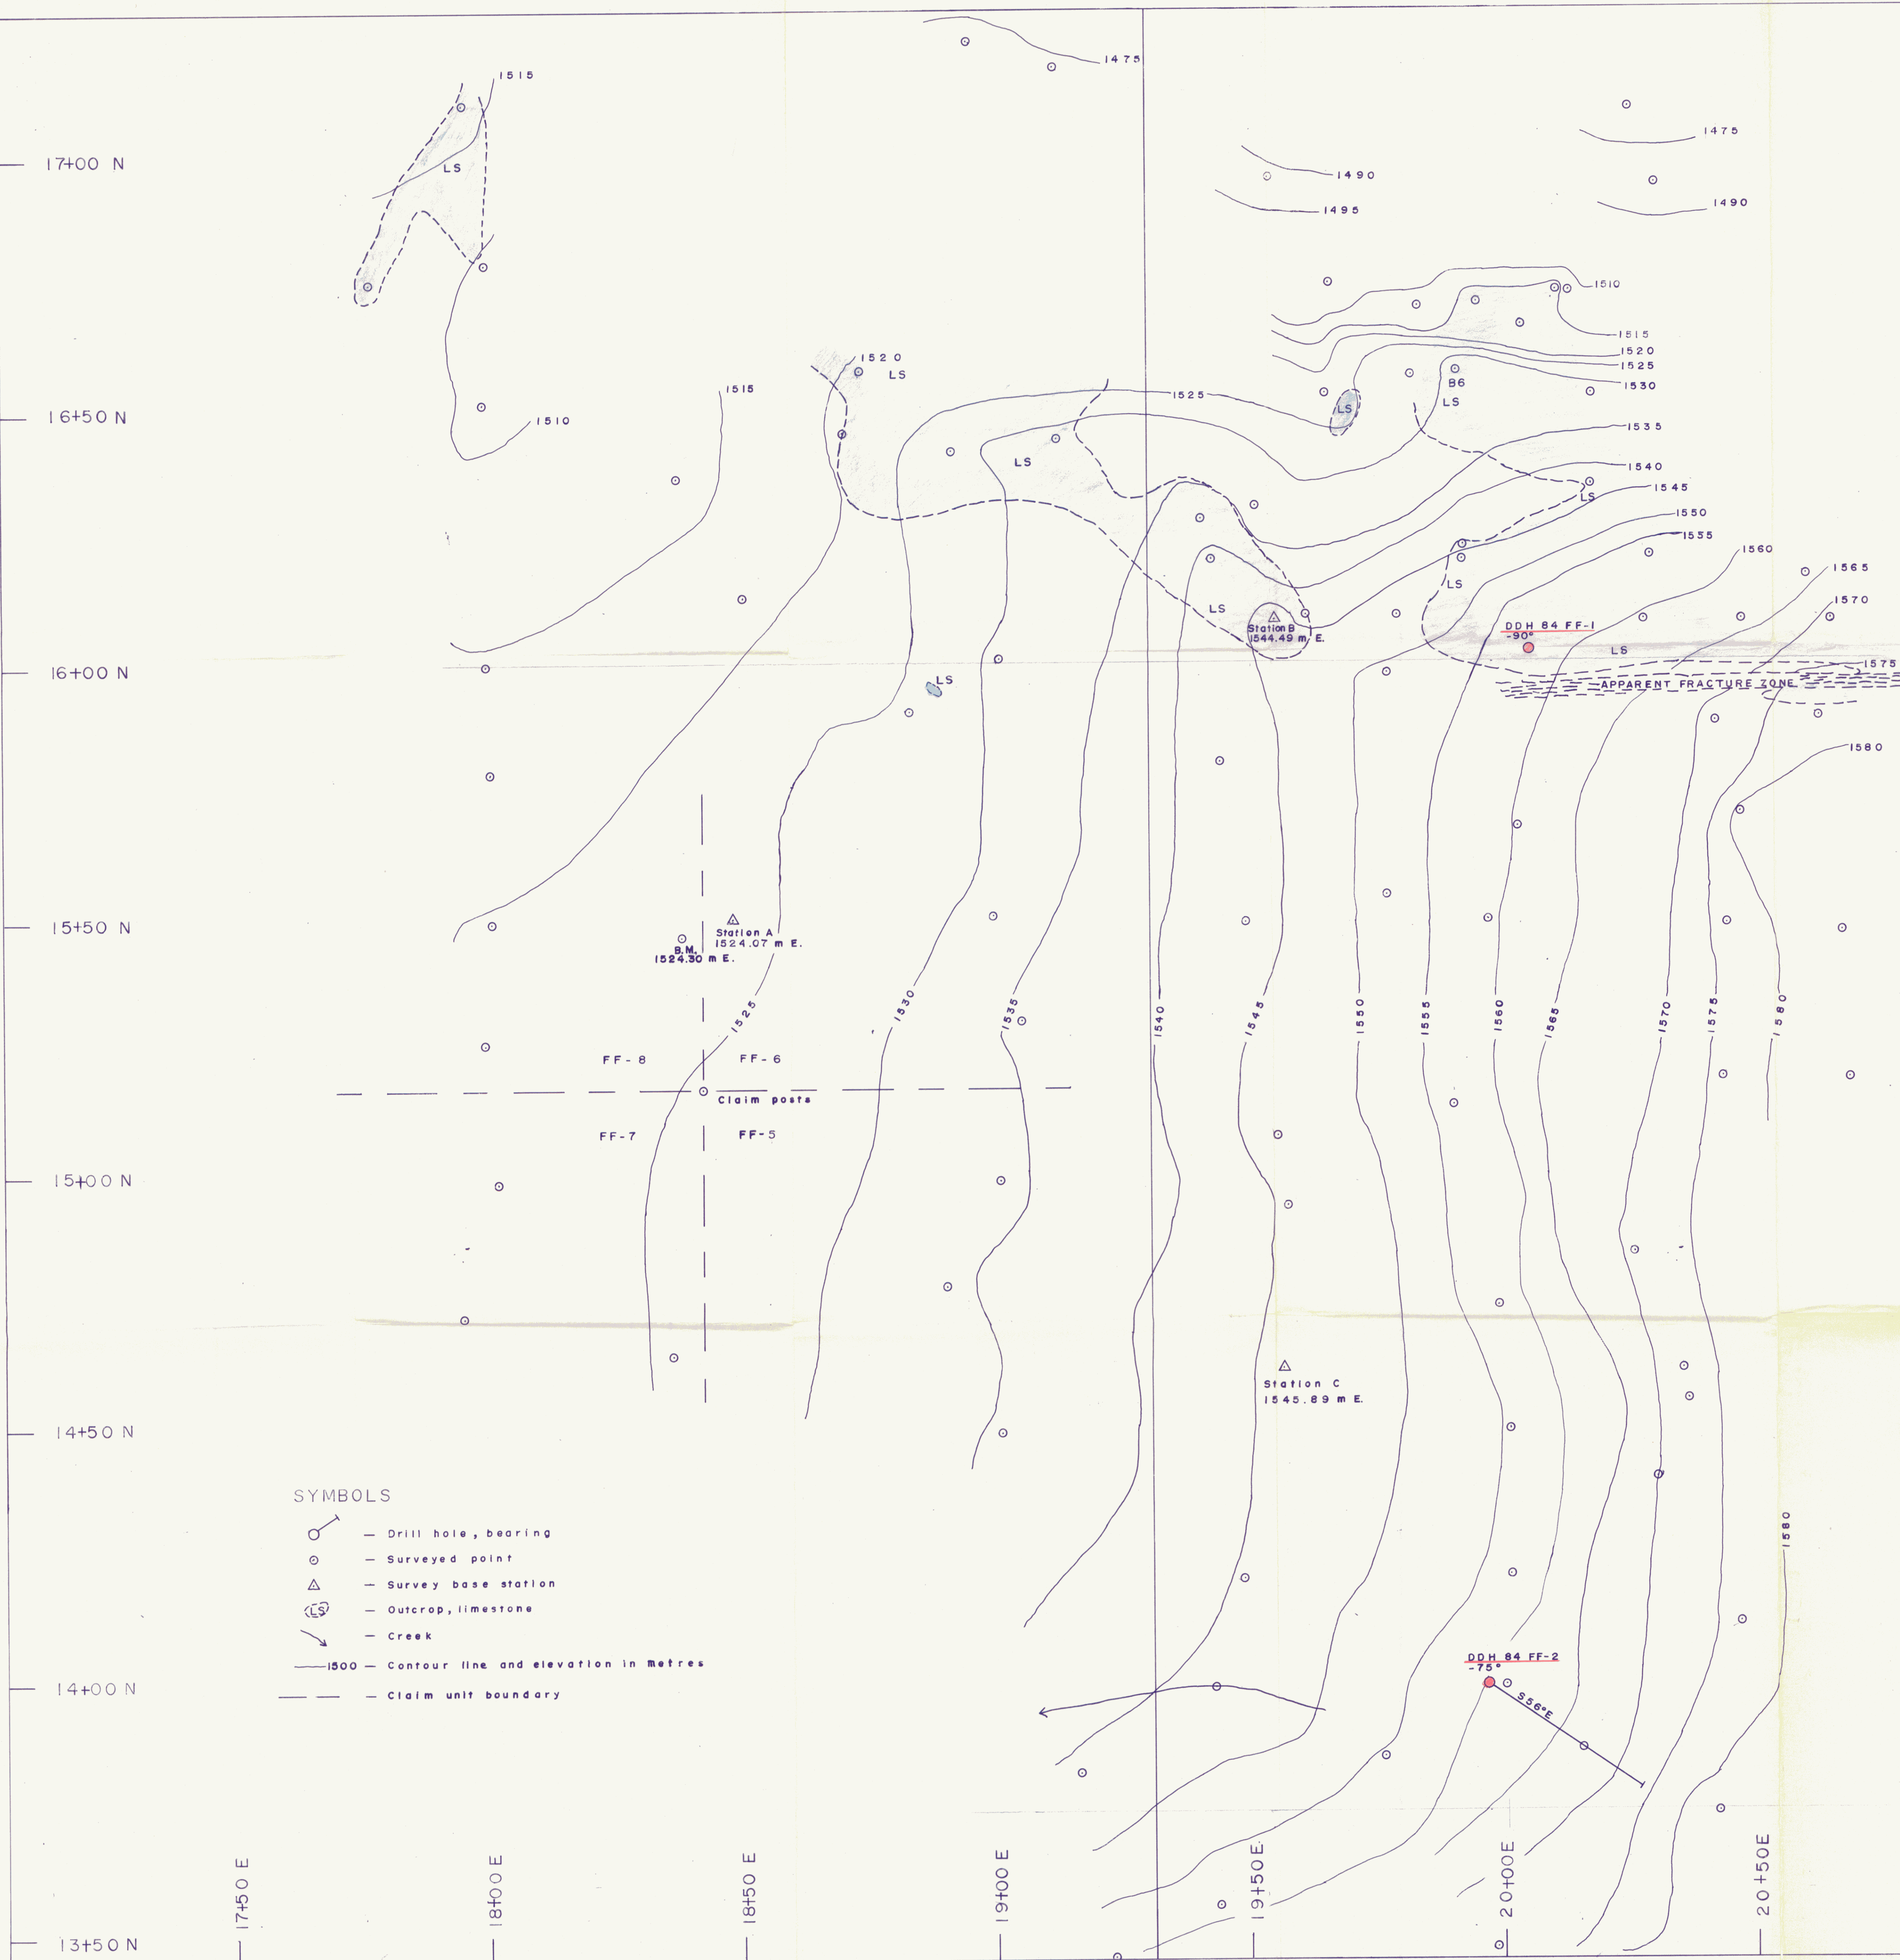 1475
1515
1475
17+00 N
LS
1490
1490
1495
1510
1515
1520
1520
LS
1525
1530
B6
LS
1515
1525
LS
16+50 N
1510
1535
LS
1540
1545
LS
1550
1555
1560
1565
LS
1570
LS
Station B
1544.49 m E.
DDH 84 FF-1
-90°
LS
1575
16+00 N
LS
APPARENT FRACTURE ZONE
1580
15+50 N
Station A
1524.07 m E.
B.M.
1524.30 m E.
1525
1530
1535
1540
1545
1550
1555
1560
1565
1570
1575
1580
FF-8
FF-6
Claim posts
FF-7
FF-5
15+00 N
Station C
1545.89 m E.
14+50 N
1580
SYMBOLS
— Drill hole, bearing
— Surveyed point
— Survey base station
LS — Outcrop, limestone
— Creek
1500 — Contour line and elevation in metres
— Claim unit boundary
DDH 84 FF-2
-75°
S56°E
14+00 N
17+50 E
18+00 E
18+50 E
19+00 E
19+50E
20+00E
20+50E
13+50 N